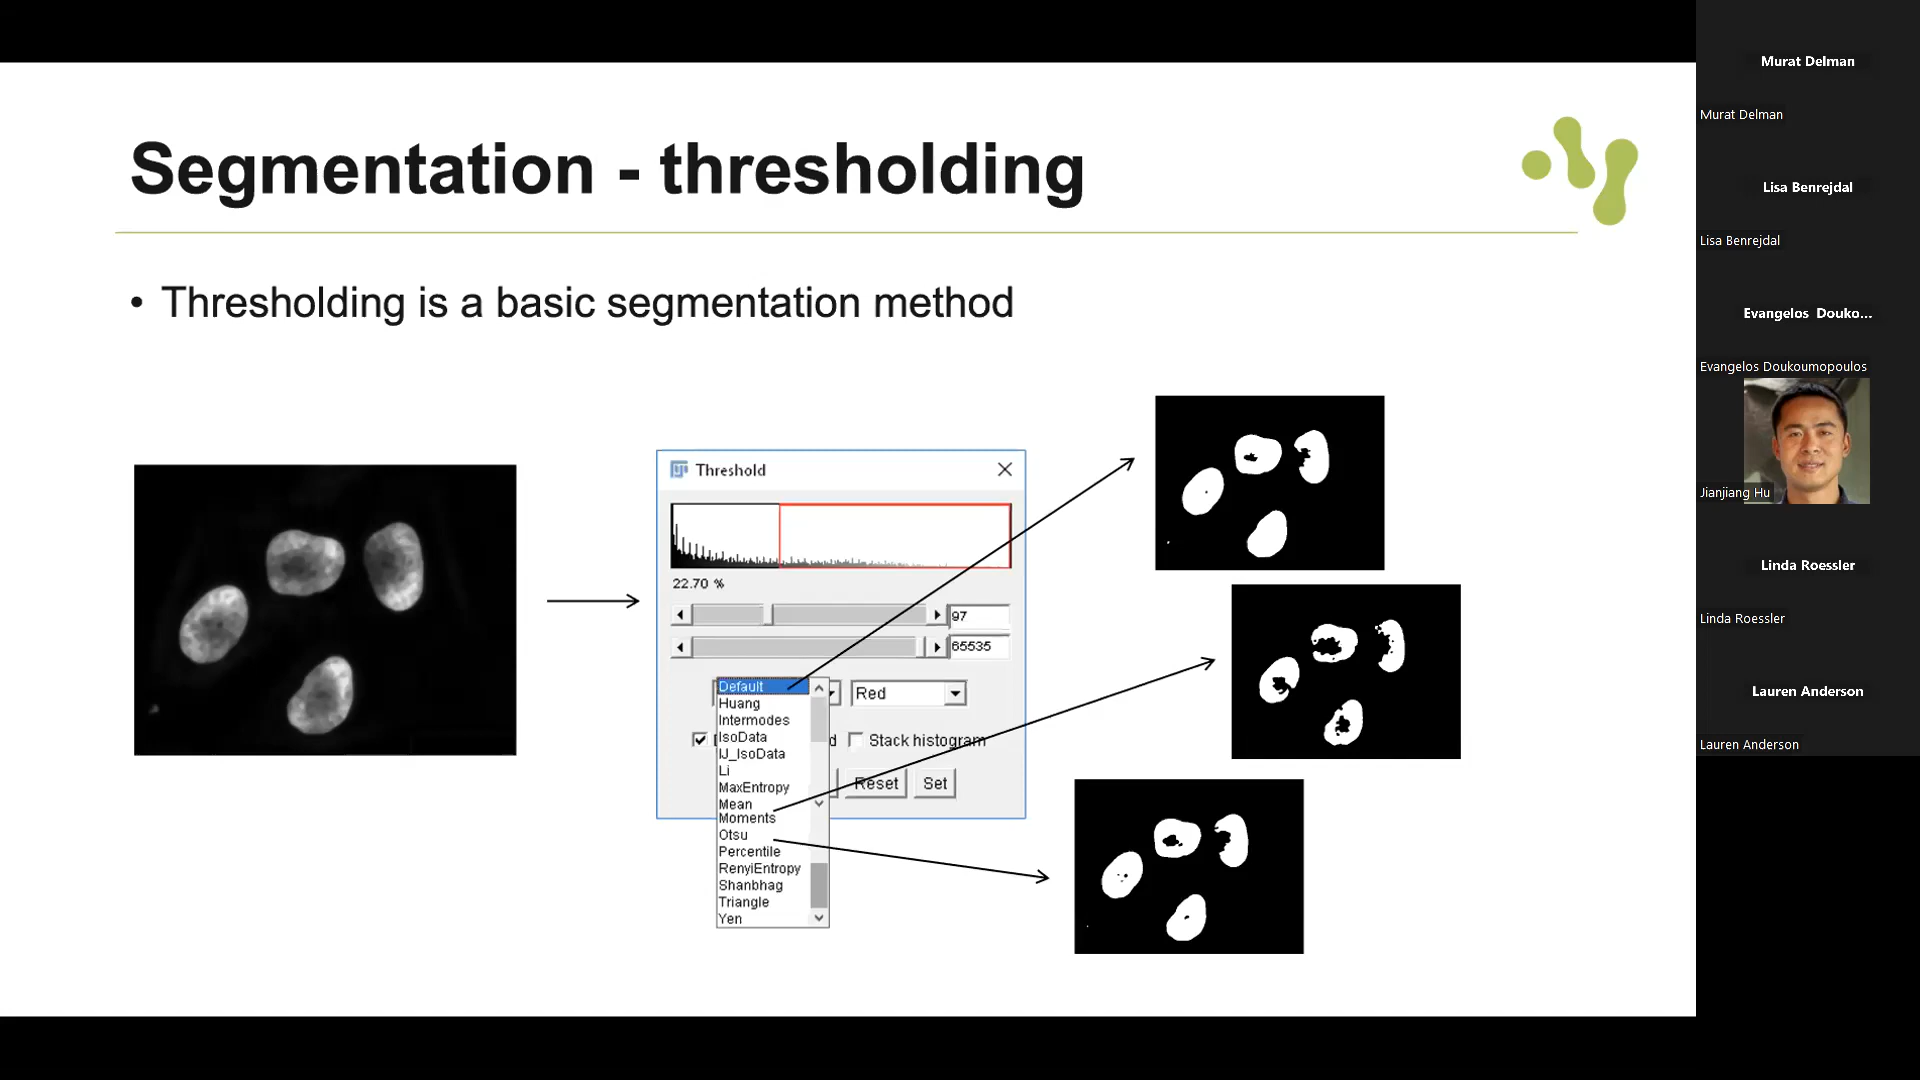 Segmentation - thresholding
• Thresholding is a basic segmentation method
Threshold
22.70 %
97
65535
Default
Huang
Intermodes
IsoData
IJ_IsoData
Li
MaxEntropy
Mean
Moments
Otsu
Percentile
RenyiEntropy
Shanbhag
Triangle
Yen
Red
Stack histogram
Reset
Set
Murat Delman
Murat Delman
Lisa Benrejdal
Lisa Benrejdal
Evangelos Douko...
Evangelos Doukoumopoulos
Jianjiang Hu
Linda Roessler
Linda Roessler
Lauren Anderson
Lauren Anderson